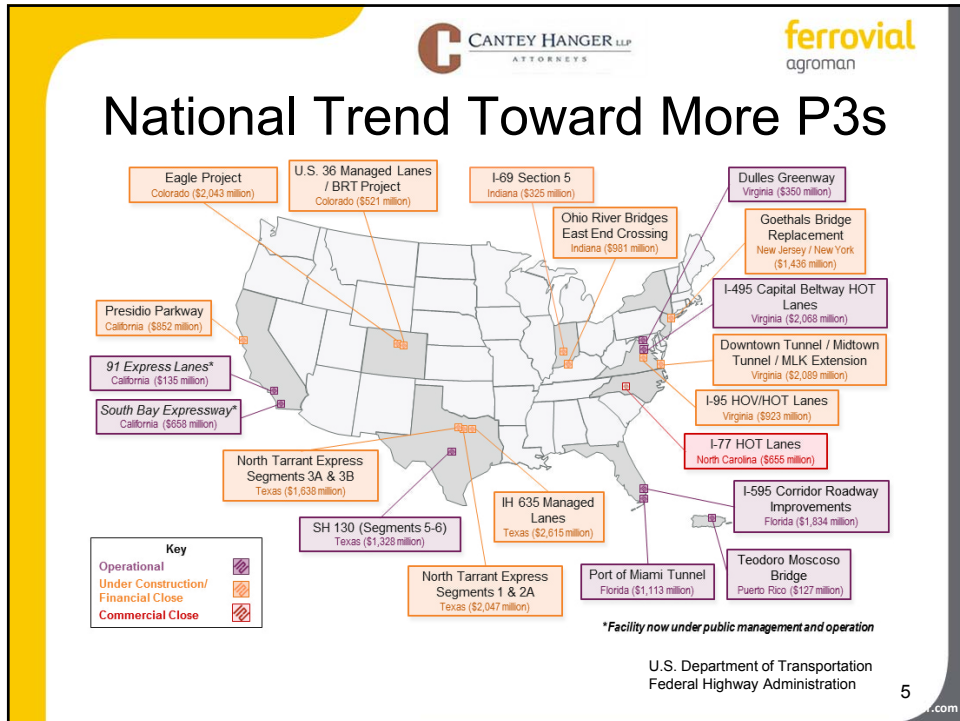 CANTEY HANGER LLP
ATTORNEYS
ferrovial
agroman
National Trend Toward More P3s
Eagle Project
Colorado ($2,043 million)
U.S. 36 Managed Lanes
/ BRT Project
Colorado ($521 million)
I-69 Section 5
Indiana ($325 million)
Ohio River Bridges
East End Crossing
Indiana ($981 million)
Dulles Greenway
Virginia ($350 million)
Goethals Bridge
Replacement
New Jersey / New York
($1,436 million)
I-495 Capital Beltway HOT
Lanes
Virginia ($2,068 million)
Presidio Parkway
California ($852 million)
Downtown Tunnel / Midtown
Tunnel / MLK Extension
Virginia ($2,089 million)
91 Express Lanes*
California ($135 million)
I-95 HOV/HOT Lanes
Virginia ($923 million)
South Bay Expressway*
California ($658 million)
I-77 HOT Lanes
North Carolina ($655 million)
North Tarrant Express
Segments 3A & 3B
Texas ($1,638 million)
I-595 Corridor Roadway
Improvements
Florida ($1,834 million)
IH 635 Managed
Lanes
Texas ($2,615 million)
SH 130 (Segments 5-6)
Texas ($1,328 million)
Teodoro Moscoso
Bridge
Puerto Rico ($127 million)
North Tarrant Express
Segments 1 & 2A
Texas ($2,047 million)
Port of Miami Tunnel
Florida ($1,113 million)
Key
Operational
Under Construction/
Financial Close
Commercial Close
*Facility now under public management and operation
U.S. Department of Transportation
Federal Highway Administration
5
.com